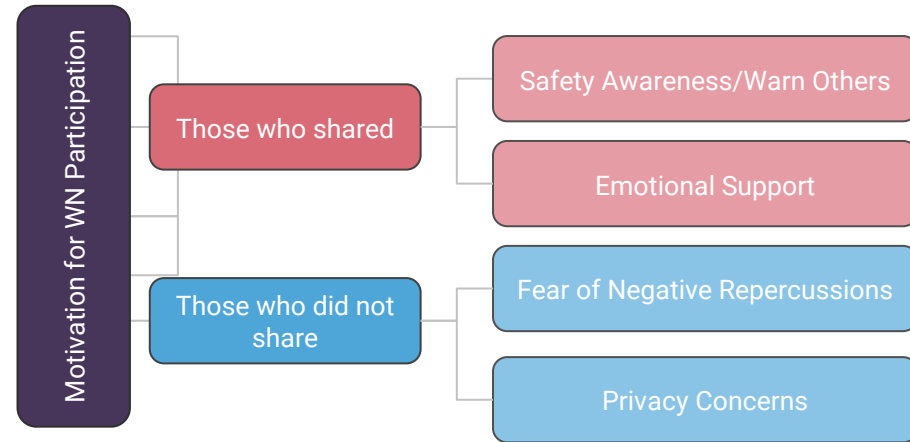 Motivation for WN Participation
Those who shared
Safety Awareness/Warn Others
Emotional Support
Those who did not
share
Fear of Negative Repercussions
Privacy Concerns